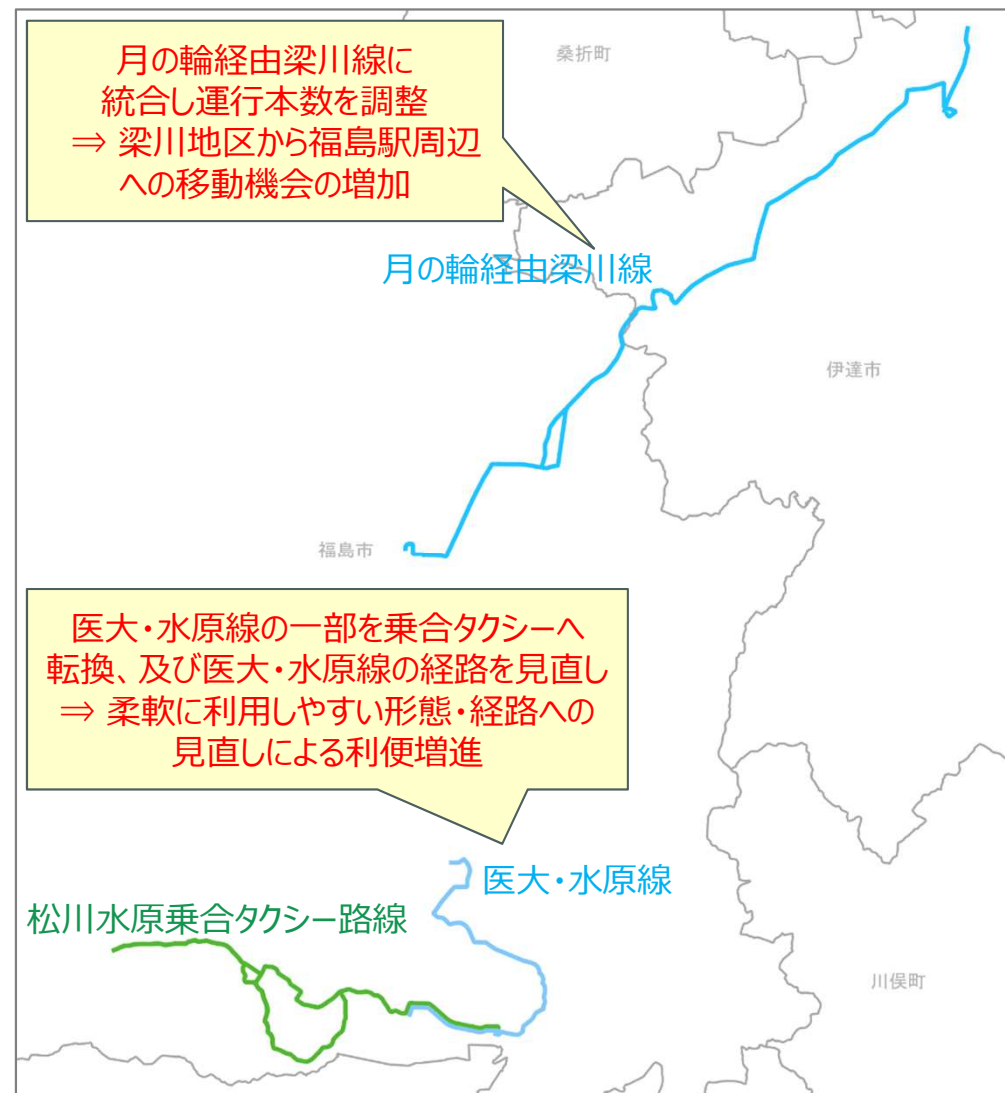 月の輪経由梁川線に
統合し運行本数を調整
⇒ 梁川地区から福島駅周辺
への移動機会の増加
桑折町
月の輪経由梁川線
伊達市
福島市
医大・水原線の一部を乗合タクシーへ
転換、及び医大・水原線の経路を見直し
⇒ 柔軟に利用しやすい形態・経路への
見直しによる利便増進
医大・水原線
松川水原乗合タクシー路線
川俣町